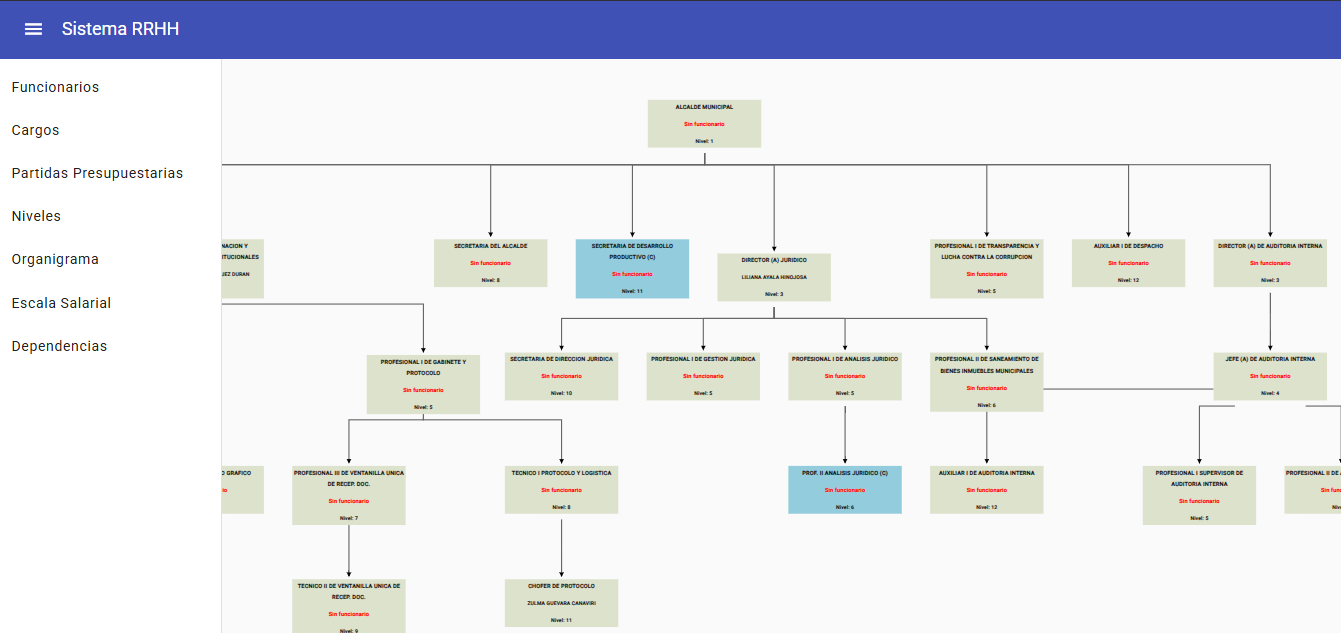 Sistema RRHH
Funcionarios
Cargos
Partidas Presupuestarias
Niveles
Organigrama
Escala Salarial
Dependencias
ALCALDE MUNICIPAL
Sin funcionario
Nivel: 1
NACION Y
ITUCIONALES
JEZ DURAN
SECRETARIA DEL ALCALDE
Sin funcionario
Nivel: 8
SECRETARIA DE DESARROLLO
PRODUCTIVO (C)
Sin funcionario
Nivel: 11
DIRECTOR (A) JURIDICO
LILIANA AYALA HINOJOSA
Nivel: 3
PROFESIONAL I DE TRANSPARENCIA Y
LUCHA CONTRA LA CORRUPCION
Sin funcionario
Nivel: 5
AUXILIAR I DE DESPACHO
Sin funcionario
Nivel: 12
DIRECTOR (A) DE AUDITORIA INTERNA
Sin funcionario
Nivel: 3
PROFESIONAL I DE GABINETE Y
PROTOCOLO
Sin funcionario
Nivel: 5
SECRETARIA DE DIRECCION JURIDICA
Sin funcionario
Nivel: 10
PROFESIONAL I DE GESTION JURIDICA
Sin funcionario
Nivel: 5
PROFESIONAL I DE ANALISIS JURIDICO
Sin funcionario
Nivel: 5
PROFESIONAL II DE SANEAMIENTO DE
BIENES INMUEBLES MUNICIPALES
Sin funcionario
Nivel: 6
JEFE (A) DE AUDITORIA INTERNA
Sin funcionario
Nivel: 4
O GRAFICO
io
PROFESIONAL III DE VENTANILLA UNICA
DE RECEP. DOC.
Sin funcionario
Nivel: 7
TECNICO I PROTOCOLO Y LOGISTICA
Sin funcionario
Nivel: 8
PROF. II ANALISIS JURIDICO (C)
Sin funcionario
Nivel: 6
AUXILIAR I DE AUDITORIA INTERNA
Sin funcionario
Nivel: 12
PROFESIONAL I SUPERVISOR DE
AUDITORIA INTERNA
Sin funcionario
Nivel: 5
PROFESIONAL II DE
Sin fun
Niv
TECNICO II DE VENTANILLA UNICA DE
RECEP. DOC.
Sin funcionario
Nivel: 9
CHOFER DE PROTOCOLO
ZULMA GUEVARA CANAVIRI
Nivel: 11